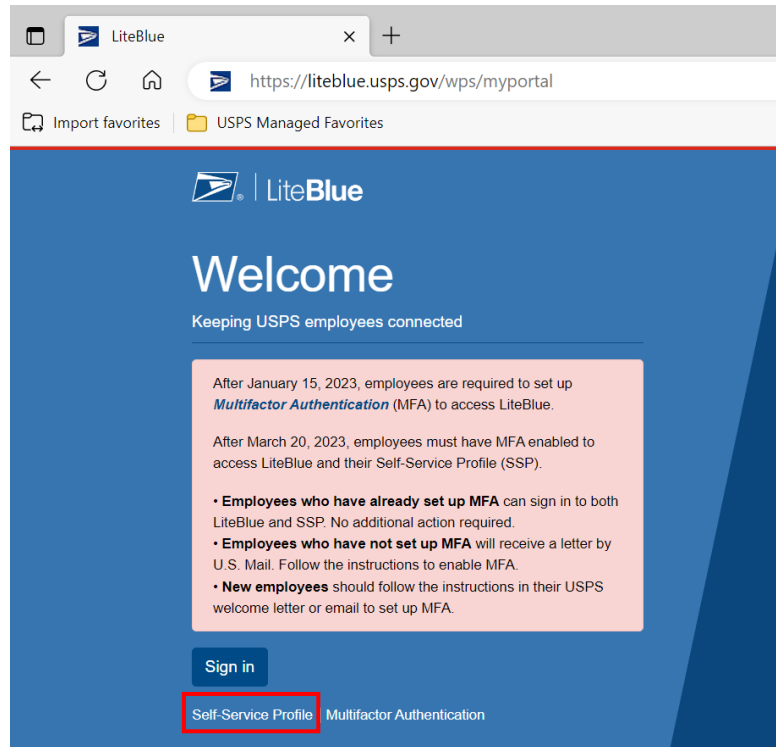 LiteBlue
https://liteblue.usps.gov/wps/myportal
Import favorites USPS Managed Favorites
® LiteBlue
Welcome
Keeping USPS employees connected
After January 15, 2023, employees are required to set up
Multifactor Authentication (MFA) to access LiteBlue.
After March 20, 2023, employees must have MFA enabled to
access LiteBlue and their Self-Service Profile (SSP).
• Employees who have already set up MFA can sign in to both
LiteBlue and SSP. No additional action required.
• Employees who have not set up MFA will receive a letter by
U.S. Mail. Follow the instructions to enable MFA.
• New employees should follow the instructions in their USPS
welcome letter or email to set up MFA.
Sign in
Self-Service Profile Multifactor Authentication